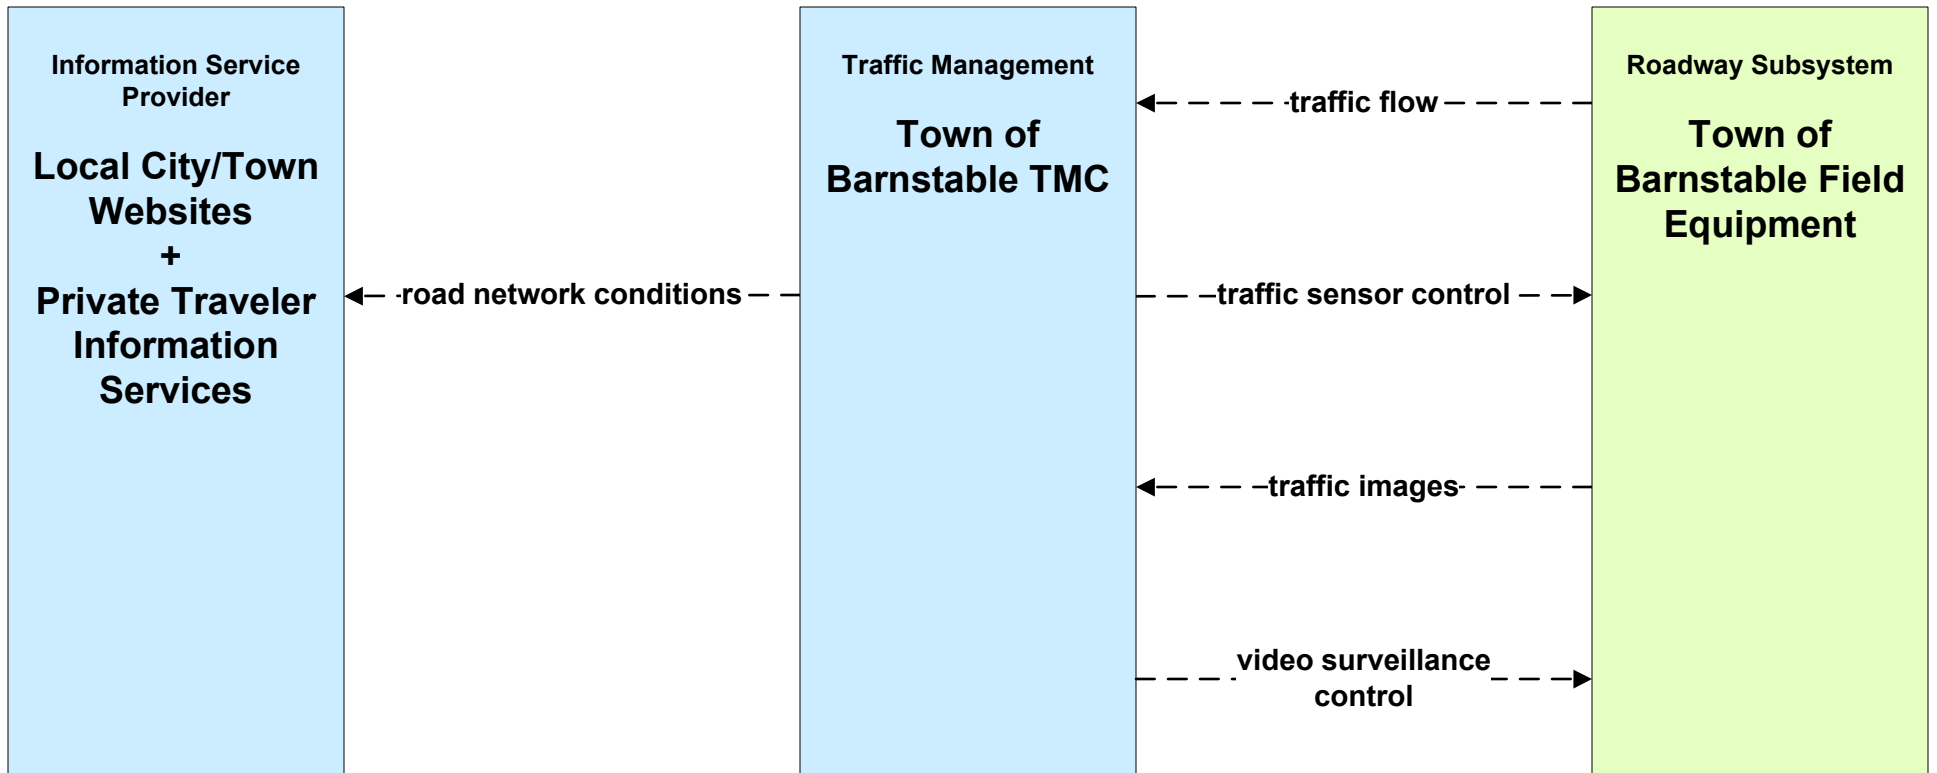 Information Service
Provider
Local City/Town
Websites
+
Private Traveler
Information
Services
road network conditions
Traffic Management
Town of
Barnstable TMC
traffic flow
traffic sensor control
traffic images
video surveillance
control
Roadway Subsystem
Town of
Barnstable Field
Equipment